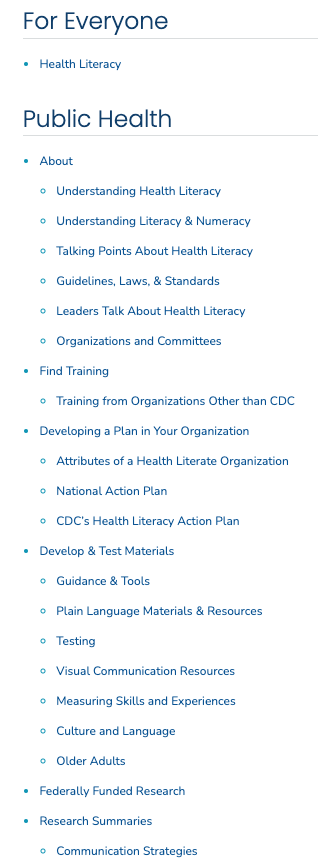 For Everyone
Health Literacy
Public Health
About
Understanding Health Literacy
Understanding Literacy & Numeracy
Talking Points About Health Literacy
Guidelines, Laws, & Standards
Leaders Talk About Health Literacy
Organizations and Committees
Find Training
Training from Organizations Other than CDC
Developing a Plan in Your Organization
Attributes of a Health Literate Organization
National Action Plan
CDC's Health Literacy Action Plan
Develop & Test Materials
Guidance & Tools
Plain Language Materials & Resources
Testing
Visual Communication Resources
Measuring Skills and Experiences
Culture and Language
Older Adults
Federally Funded Research
Research Summaries
Communication Strategies